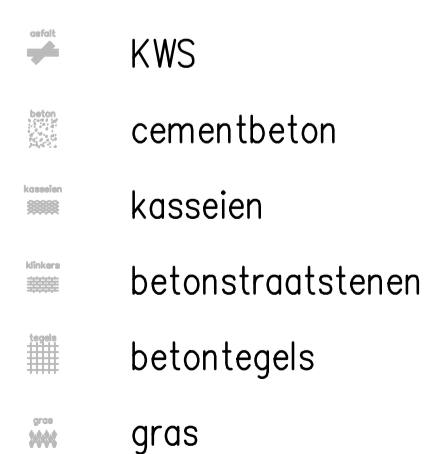 asfalt
KWS
beton
cementbeton
kasseien
kasseien
klinkers
betonstraatstenen
tegels
betontegels
gras
gras